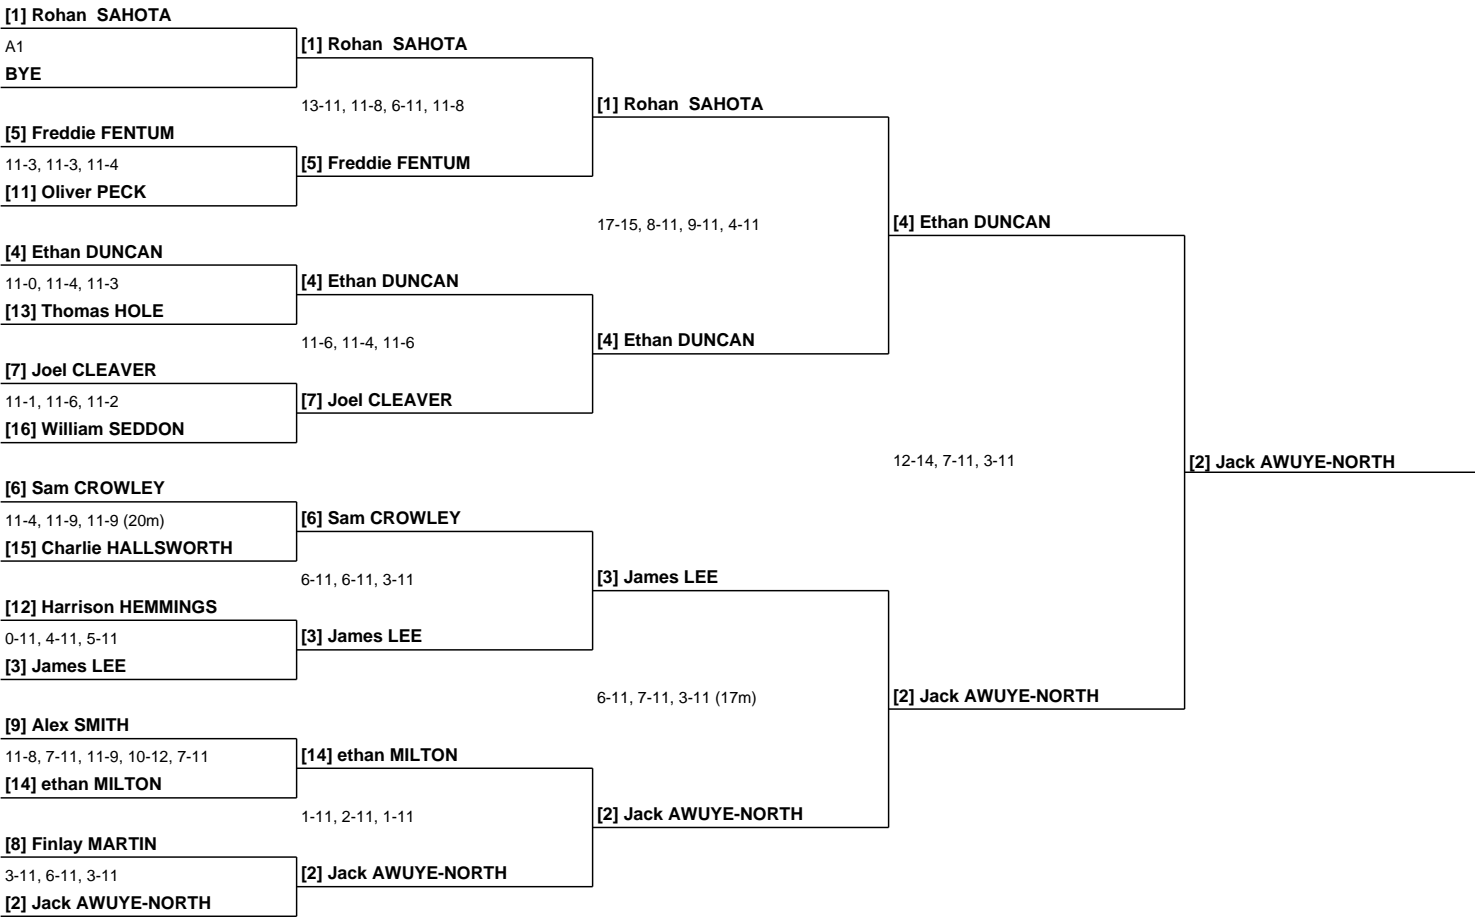 [1] Rohan  SAHOTA
A1
BYE
[5] Freddie FENTUM
11-3, 11-3, 11-4
[11] Oliver PECK
[4] Ethan DUNCAN
11-0, 11-4, 11-3
[13] Thomas HOLE
[7] Joel CLEAVER
11-1, 11-6, 11-2
[16] William SEDDON
[6] Sam CROWLEY
11-4, 11-9, 11-9 (20m)
[15] Charlie HALLSWORTH
[12] Harrison HEMMINGS
0-11, 4-11, 5-11
[3] James LEE
[9] Alex SMITH
11-8, 7-11, 11-9, 10-12, 7-11
[14] ethan MILTON
[8] Finlay MARTIN
3-11, 6-11, 3-11
[2] Jack AWUYE-NORTH
[1] Rohan  SAHOTA
13-11, 11-8, 6-11, 11-8
[5] Freddie FENTUM
[4] Ethan DUNCAN
11-6, 11-4, 11-6
[7] Joel CLEAVER
[6] Sam CROWLEY
6-11, 6-11, 3-11
[3] James LEE
[14] ethan MILTON
1-11, 2-11, 1-11
[2] Jack AWUYE-NORTH
[1] Rohan  SAHOTA
17-15, 8-11, 9-11, 4-11
[4] Ethan DUNCAN
[3] James LEE
6-11, 7-11, 3-11 (17m)
[2] Jack AWUYE-NORTH
[4] Ethan DUNCAN
12-14, 7-11, 3-11
[2] Jack AWUYE-NORTH
[2] Jack AWUYE-NORTH